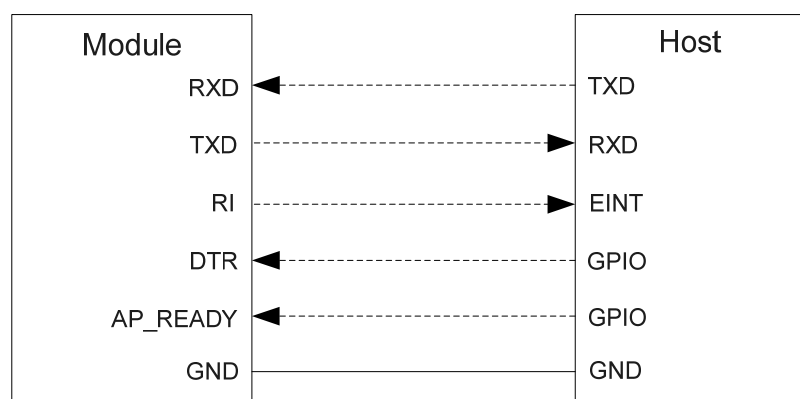 Module Host
RXD TXD
TXD RXD
RI EINT
DTR GPIO
AP_READY GPIO
GND GND